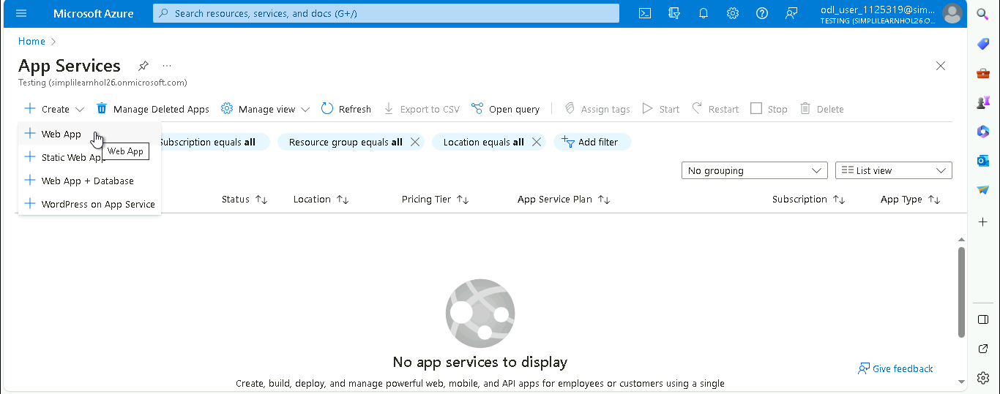 Microsoft Azure
Search resources, services, and docs (G+/)
odl_user_1125319@sim...
TESTING (SIMPLILEARNHOL26.O...
Home
App Services
...
Testing (simplilearnhol26.onmicrosoft.com)
Create
Manage Deleted Apps
Manage view
Refresh
Export to CSV
Open query
Assign tags
Start
Restart
Stop
Delete
Web App
Web App
Static Web Ap
Web App + Database
WordPress on App Service
Subscription equals all
Resource group equals all
Location equals all
Add filter
No grouping
List view
Status
Location
Pricing Tier
App Service Plan
Subscription
App Type
No app services to display
Give feedback
Create, build, deploy, and manage powerful web, mobile, and API apps for employees or customers using a single